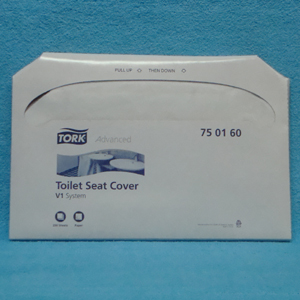 PULL UP THEN DOWN
TORK Advanced
75 01 60
Toilet Seat Cover
V1 System